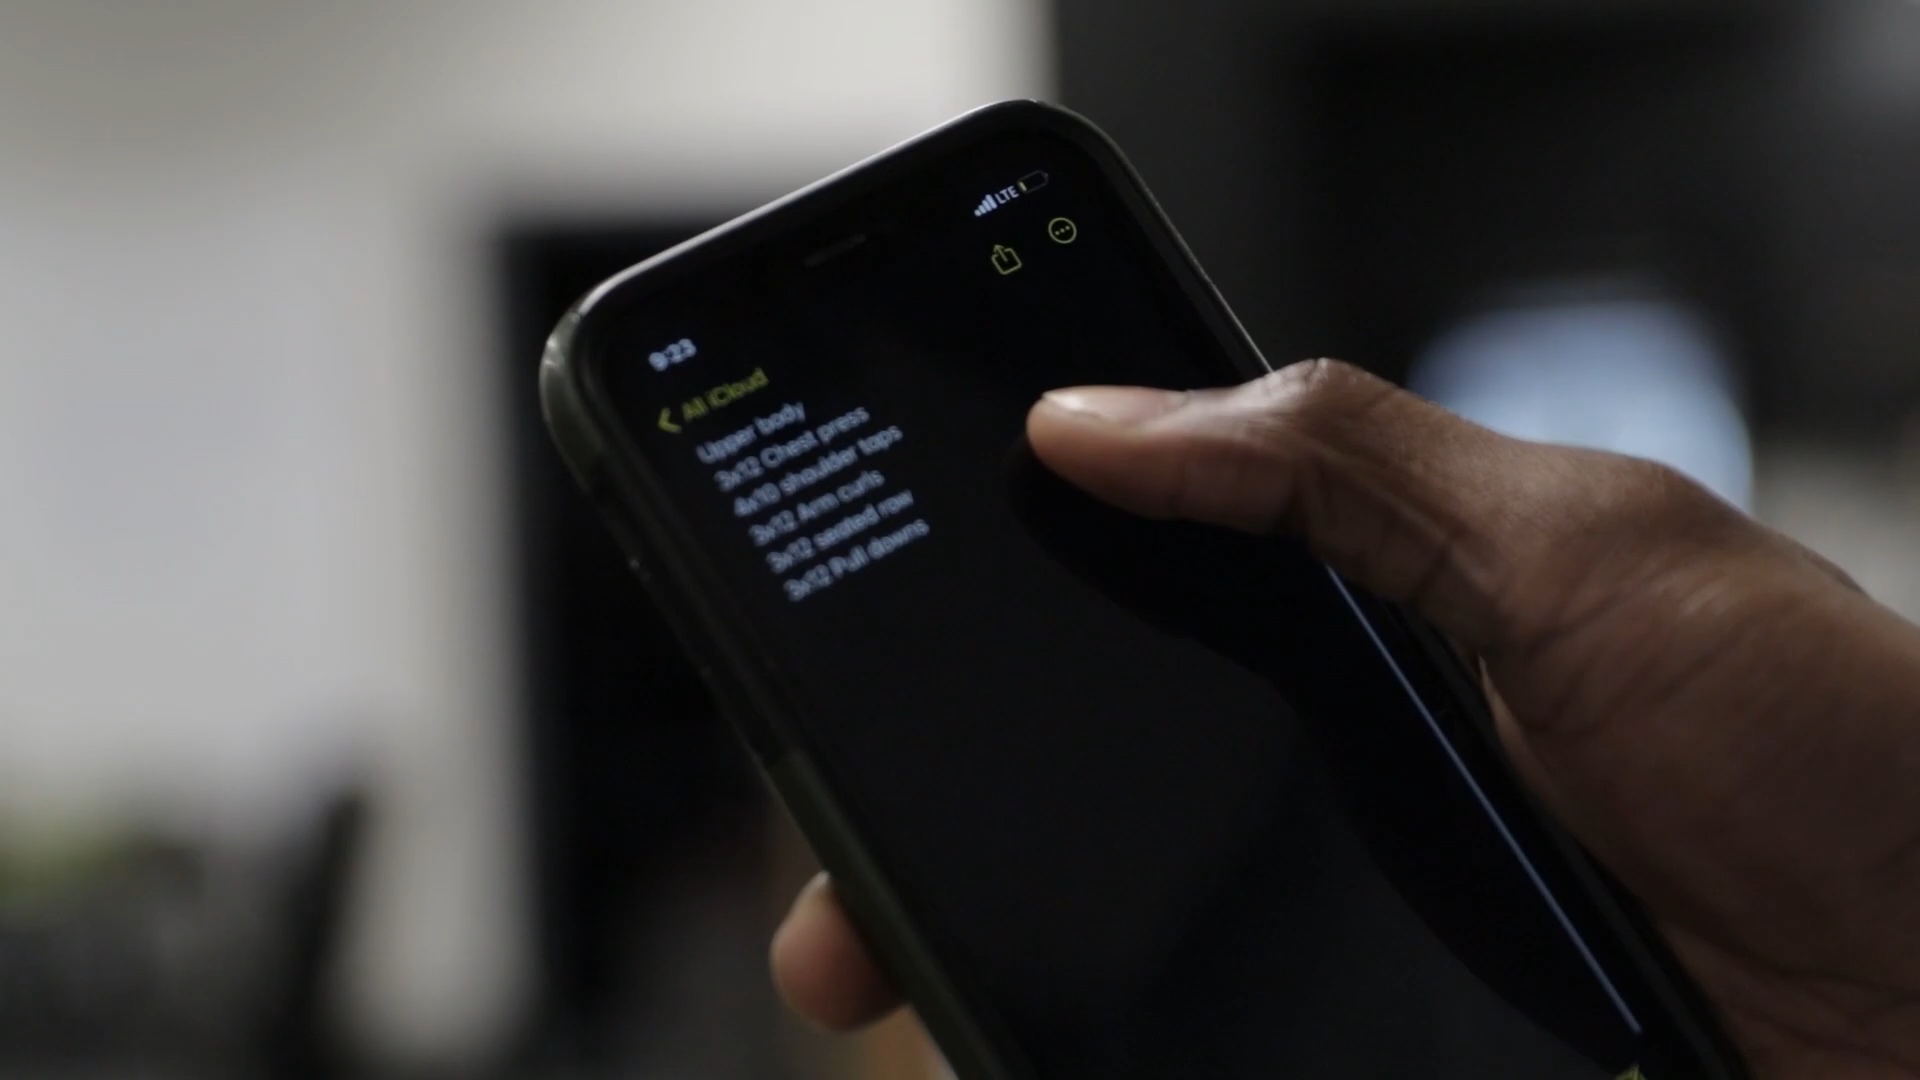 LTE
9:23
All iCloud
Upper body
3x12 Chest press
4x10 shoulder taps
3x12 Arm curls
3x12 seated row
3x12 Pull downs